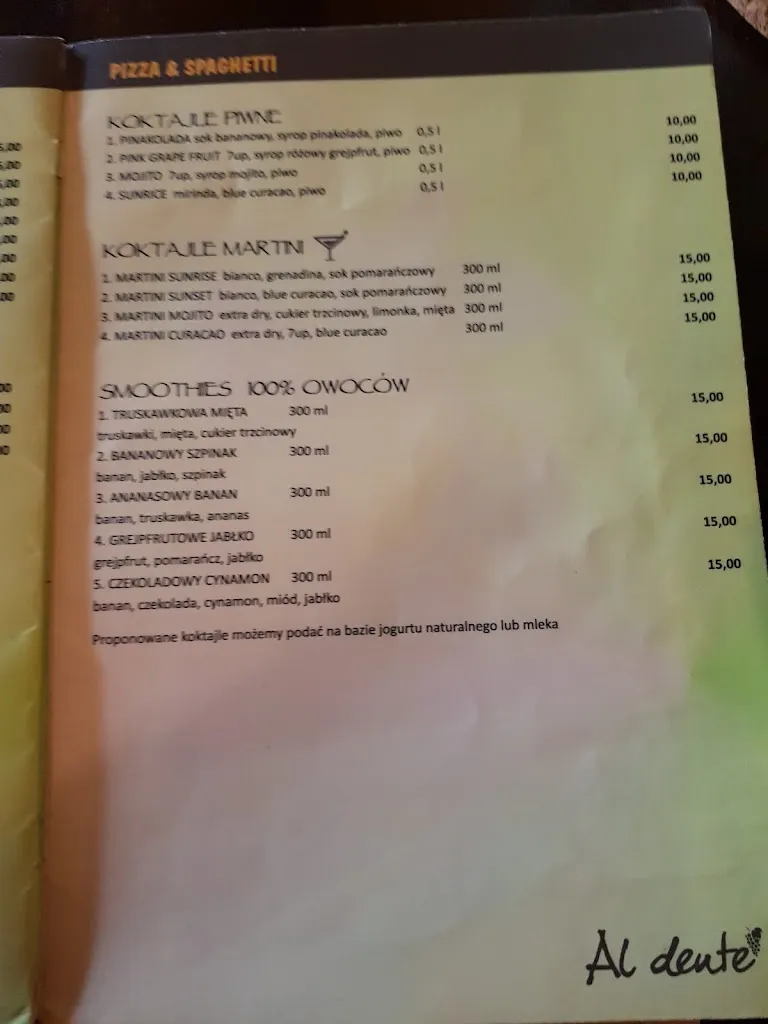 PIZZA & SPAGHETTI
KOKTAJLE PIWNE
1. PINAKOLADA sok bananowy, syrop pinakolada, piwo 0,5 l 10,00
2. PINK GRAPE FRUIT 7up, syrop różowy grejpfrut, piwo 0,5 l 10,00
3. MOJITO 7up, syrop mojito, piwo 0,5 l 10,00
4. SUNRICE mirinda, blue curacao, piwo 0,5 l 10,00
KOKTAJLE MARTINI
1. MARTINI SUNRISE bianco, grenadina, sok pomarańczowy 300 ml 15,00
2. MARTINI SUNSET bianco, blue curacao, sok pomarańczowy 300 ml 15,00
3. MARTINI MOJITO extra dry, cukier trzcinowy, limonka, mięta 300 ml 15,00
4. MARTINI CURACAO extra dry, 7up, blue curacao 300 ml 15,00
SMOOTHIES 100% OWOCÓW
1. TRUSKAWKOWA MIĘTA 300 ml 15,00
truskawki, mięta, cukier trzcinowy
2. BANANOWY SZPINAK 300 ml 15,00
banan, jabłko, szpinak
3. ANANASOWY BANAN 300 ml 15,00
banan, truskawka, ananas
4. GREJPFRUTOWE JABŁKO 300 ml 15,00
grejpfrut, pomarańcz, jabłko
5. CZEKOLADOWY CYNAMON 300 ml 15,00
banan, czekolada, cynamon, miód, jabłko
Proponowane koktajle możemy podać na bazie jogurtu naturalnego lub mleka
Al dente